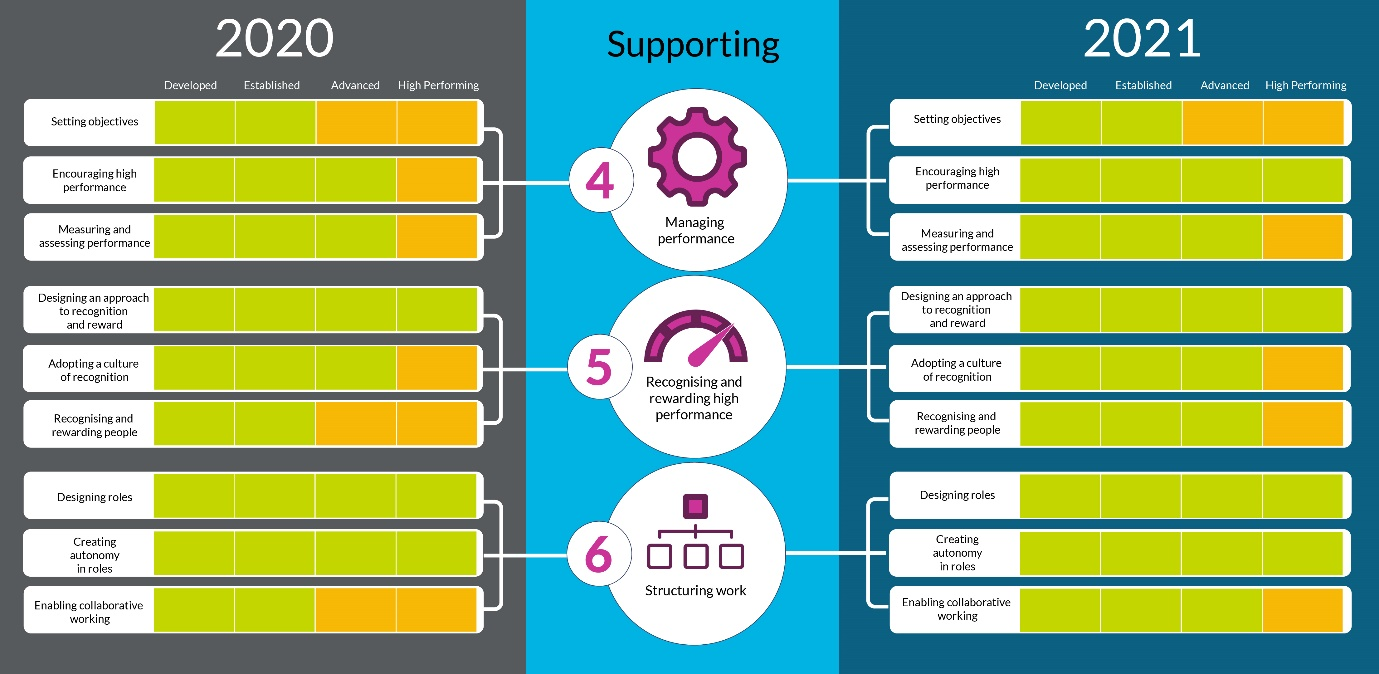 2020
Developed Established Advanced High Performing
Setting objectives
Encouraging high
performance
Measuring and
assessing performance
Designing an approach
to recognition
and reward
Adopting a culture
of recognition
Recognising and
rewarding people
Designing roles
Creating
autonomy
in roles
Enabling collaborative
working
Supporting
4
Managing
performance
5
Recognising and
rewarding high
performance
6
Structuring work
2021
Developed Established Advanced High Performing
Setting objectives
Encouraging high
performance
Measuring and
assessing performance
Designing an approach
to recognition
and reward
Adopting a culture
of recognition
Recognising and
rewarding people
Designing roles
Creating
autonomy
in roles
Enabling collaborative
working